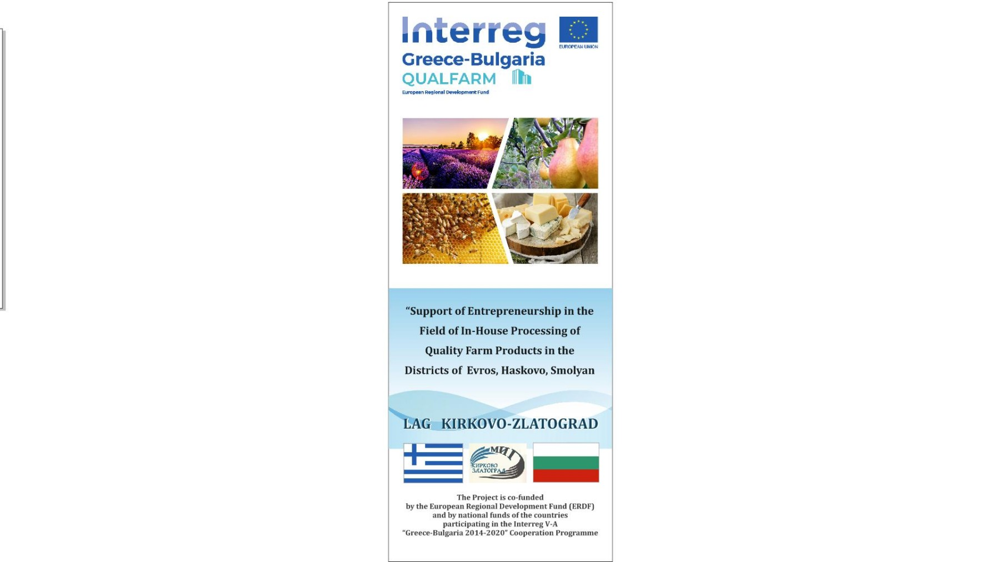 Interreg
EUROPEAN UNION
Greece-Bulgaria
QUALFARM
European Regional Development Fund
“Support of Entrepreneurship in the
Field of In-House Processing of
Quality Farm Products in the
Districts of Evros, Haskovo, Smolyan
LAG KIRKOVO-ZLATOGRAD
МИГ
КИРКОВО
ЗЛАТОГРАД
The Project is co-funded
by the European Regional Development Fund (ERDF)
and by national funds of the countries
participating in the Interreg V-A
“Greece-Bulgaria 2014-2020” Cooperation Programme